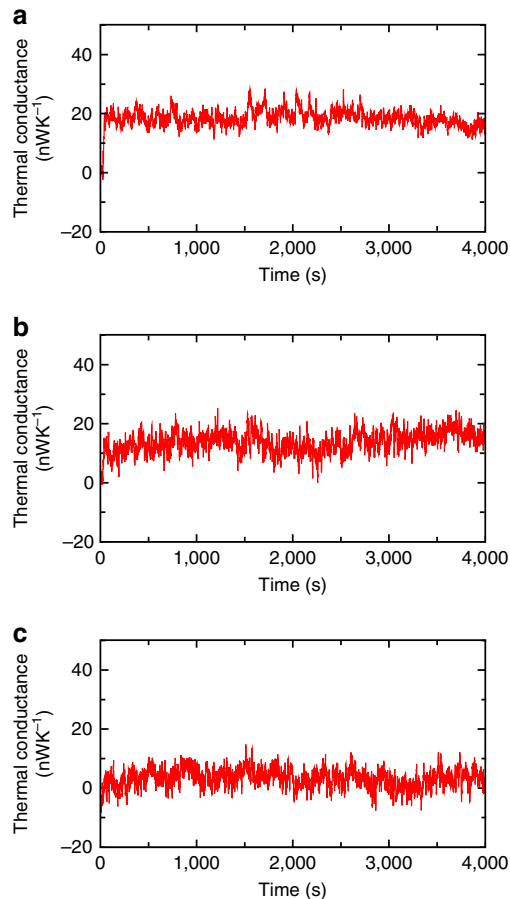 a
Thermal conductance
(nWK⁻¹)
40
20
0
−20
0 1,000 2,000 3,000 4,000
Time (s)
b
Thermal conductance
(nWK⁻¹)
40
20
0
−20
0 1,000 2,000 3,000 4,000
Time (s)
c
Thermal conductance
(nWK⁻¹)
40
20
0
−20
0 1,000 2,000 3,000 4,000
Time (s)